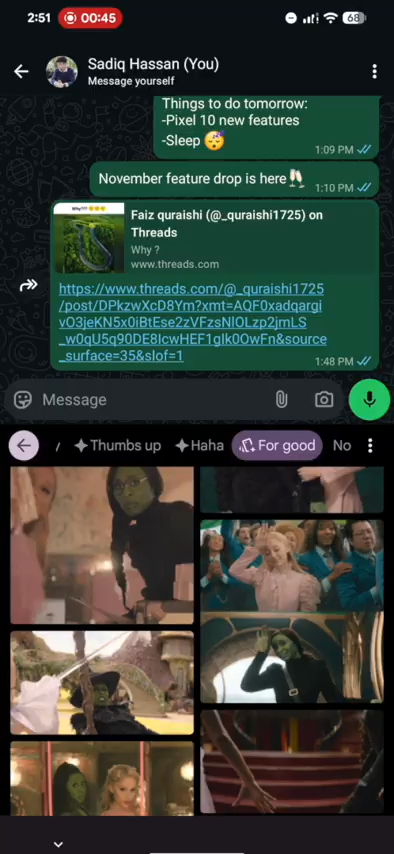 2:51
00:45
68
Sadiq Hassan (You)
Message yourself
Things to do tomorrow:
-Pixel 10 new features
-Sleep 😴
1:09 PM
November feature drop is here🥂
1:10 PM
Why???
Faiz quraishi (@_quraishi1725) on
Threads
Why ?
www.threads.com
https://www.threads.com/@_quraishi1725
/post/DPkzwXcD8Ym?xmt=AQF0xadqargi
vO3jeKN5x0iBtEse2zVFzsNlOLzp2jmLS
_w0qU5q90DE8IcwHEF1gIk0OwFn&source
_surface=35&slof=1
1:48 PM
Message
y
Thumbs up
Haha
For good
No